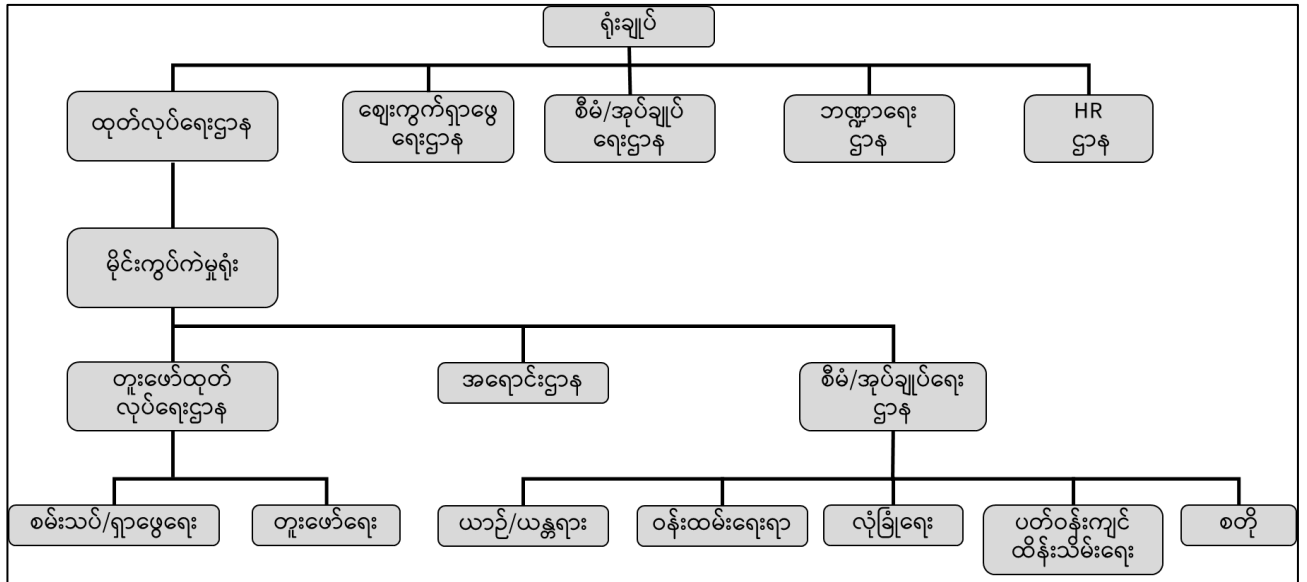 ရုံးချုပ်
ထုတ်လုပ်ရေးဌာန
ဈေးကွက်ရှာဖွေ
ရေးဌာန
စီမံ/အုပ်ချုပ်
ရေးဌာန
ဘဏ္ဍာရေး
ဌာန
HR
ဌာန
မိုင်းကွပ်ကဲမှုရုံး
တူးဖော်ထုတ်
လုပ်ရေးဌာန
အရောင်းဌာန
စီမံ/အုပ်ချုပ်ရေး
ဌာန
စမ်းသပ်/ရှာဖွေရေး
တူးဖော်ရေး
ယာဉ်/ယန္တရား
ဝန်ထမ်းရေးရာ
လုံခြုံရေး
ပတ်ဝန်းကျင်
ထိန်းသိမ်းရေး
စတို